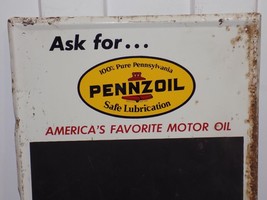 Ask for...
100% Pure Pennsylvania
PENNZOIL
Safe Lubrication
AMERICA'S FAVORITE MOTOR OIL